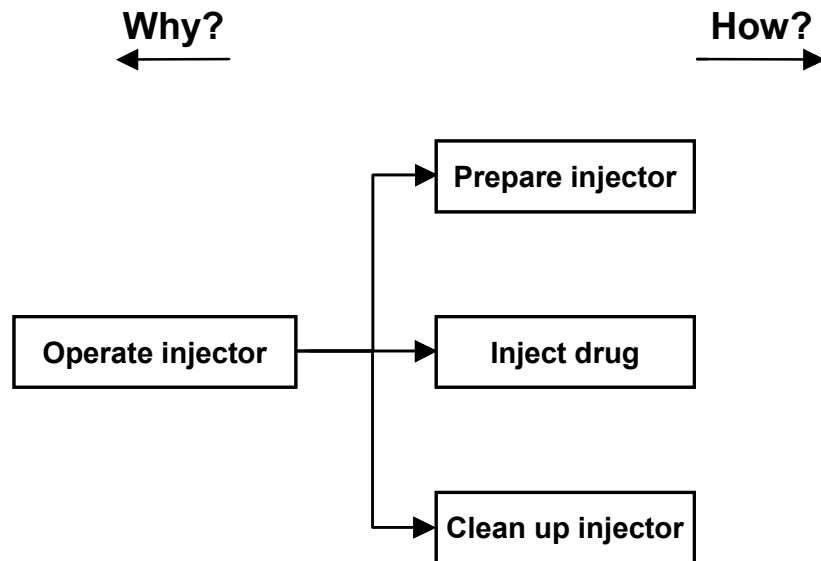 Why?
How?
Prepare injector
Operate injector
Inject drug
Clean up injector